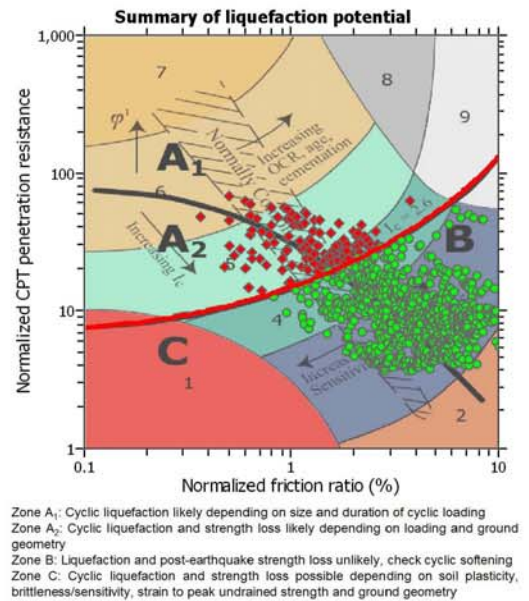 Summary of liquefaction potential
1,000
7
8
9
φ'
A1
Normally
Increasing
OCR, age,
cementation
100
6
A2
Increasing Ic
5
Ic = 2.6
B
Normalized CPT penetration resistance
10
4
C
1
Increasing
Sensitivity
2
1
0.1
1
10
Normalized friction ratio (%)
Zone A1: Cyclic liquefaction likely depending on size and duration of cyclic loading
Zone A2: Cyclic liquefaction and strength loss likely depending on loading and ground
geometry
Zone B: Liquefaction and post-earthquake strength loss unlikely, check cyclic softening
Zone C: Cyclic liquefaction and strength loss possible depending on soil plasticity,
brittleness/sensitivity, strain to peak undrained strength and ground geometry